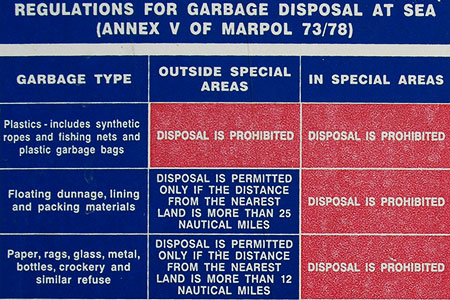 REGULATIONS FOR GARBAGE DISPOSAL AT SEA
(ANNEX V OF MARPOL 73/78)
GARBAGE TYPE
OUTSIDE SPECIAL
AREAS
IN SPECIAL AREAS
Plastics - includes synthetic
ropes and fishing nets and
plastic garbage bags
DISPOSAL IS PROHIBITED
DISPOSAL IS PROHIBITED
Floating dunnage, lining
and packing materials
DISPOSAL IS PERMITTED
ONLY IF THE DISTANCE
FROM THE NEAREST
LAND IS MORE THAN 25
NAUTICAL MILES
DISPOSAL IS PROHIBITED
Paper, rags, glass, metal,
bottles, crockery and
similar refuse
DISPOSAL IS PERMITTED
ONLY IF THE DISTANCE
FROM THE NEAREST
LAND IS MORE THAN 12
NAUTICAL MILES
DISPOSAL IS PROHIBITED